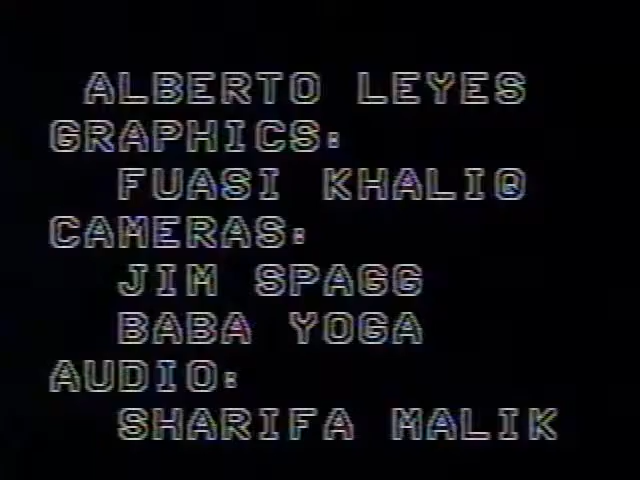 ALBERTO LEYES
GRAPHICS:
FUASI KHALIQ
CAMERAS:
JIM SPAGG
BABA YOGA
AUDIO:
SHARIFA MALIK